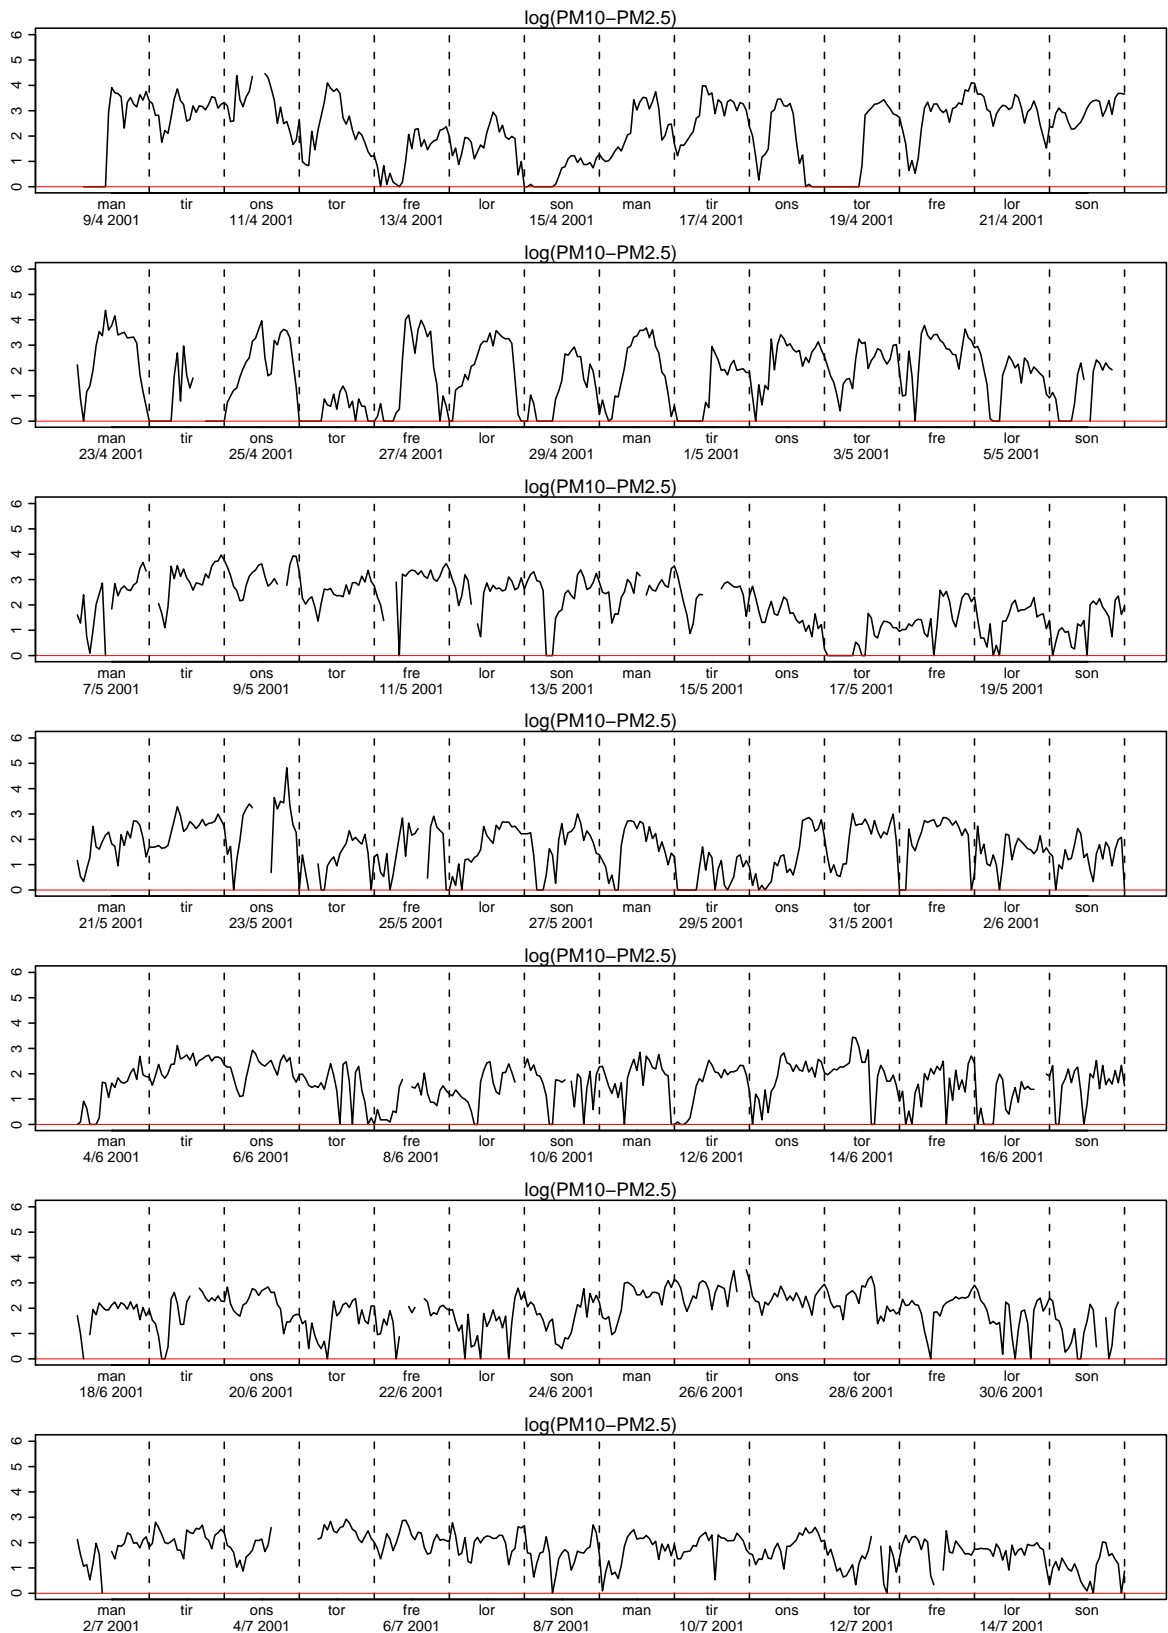 log(PM10−PM2.5)
6
5
4
3
2
1
0
man tir ons tor fre lor son man tir ons tor fre lor son
9/4 2001 11/4 2001 13/4 2001 15/4 2001 17/4 2001 19/4 2001 21/4 2001
log(PM10−PM2.5)
6
5
4
3
2
1
0
man tir ons tor fre lor son man tir ons tor fre lor son
23/4 2001 25/4 2001 27/4 2001 29/4 2001 1/5 2001 3/5 2001 5/5 2001
log(PM10−PM2.5)
6
5
4
3
2
1
0
man tir ons tor fre lor son man tir ons tor fre lor son
7/5 2001 9/5 2001 11/5 2001 13/5 2001 15/5 2001 17/5 2001 19/5 2001
log(PM10−PM2.5)
6
5
4
3
2
1
0
man tir ons tor fre lor son man tir ons tor fre lor son
21/5 2001 23/5 2001 25/5 2001 27/5 2001 29/5 2001 31/5 2001 2/6 2001
log(PM10−PM2.5)
6
5
4
3
2
1
0
man tir ons tor fre lor son man tir ons tor fre lor son
4/6 2001 6/6 2001 8/6 2001 10/6 2001 12/6 2001 14/6 2001 16/6 2001
log(PM10−PM2.5)
6
5
4
3
2
1
0
man tir ons tor fre lor son man tir ons tor fre lor son
18/6 2001 20/6 2001 22/6 2001 24/6 2001 26/6 2001 28/6 2001 30/6 2001
log(PM10−PM2.5)
6
5
4
3
2
1
0
man tir ons tor fre lor son man tir ons tor fre lor son
2/7 2001 4/7 2001 6/7 2001 8/7 2001 10/7 2001 12/7 2001 14/7 2001